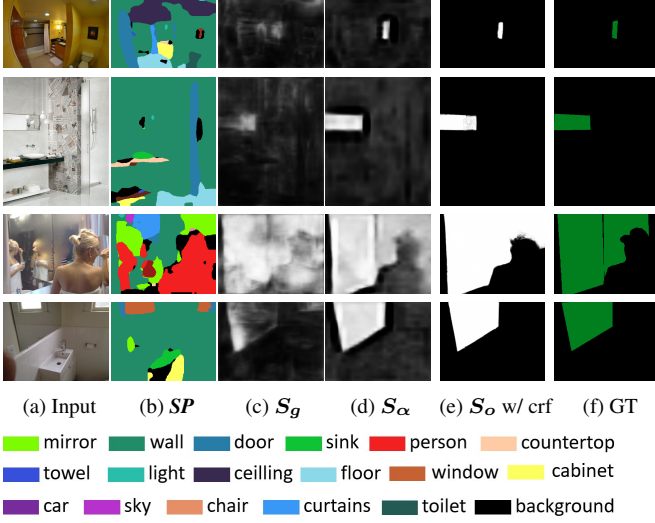 (a) Input (b) SP (c) S_g (d) S_α (e) S_o w/ crf (f) GT
mirror wall door sink person countertop
towel light ceilling floor window cabinet
car sky chair curtains toilet background